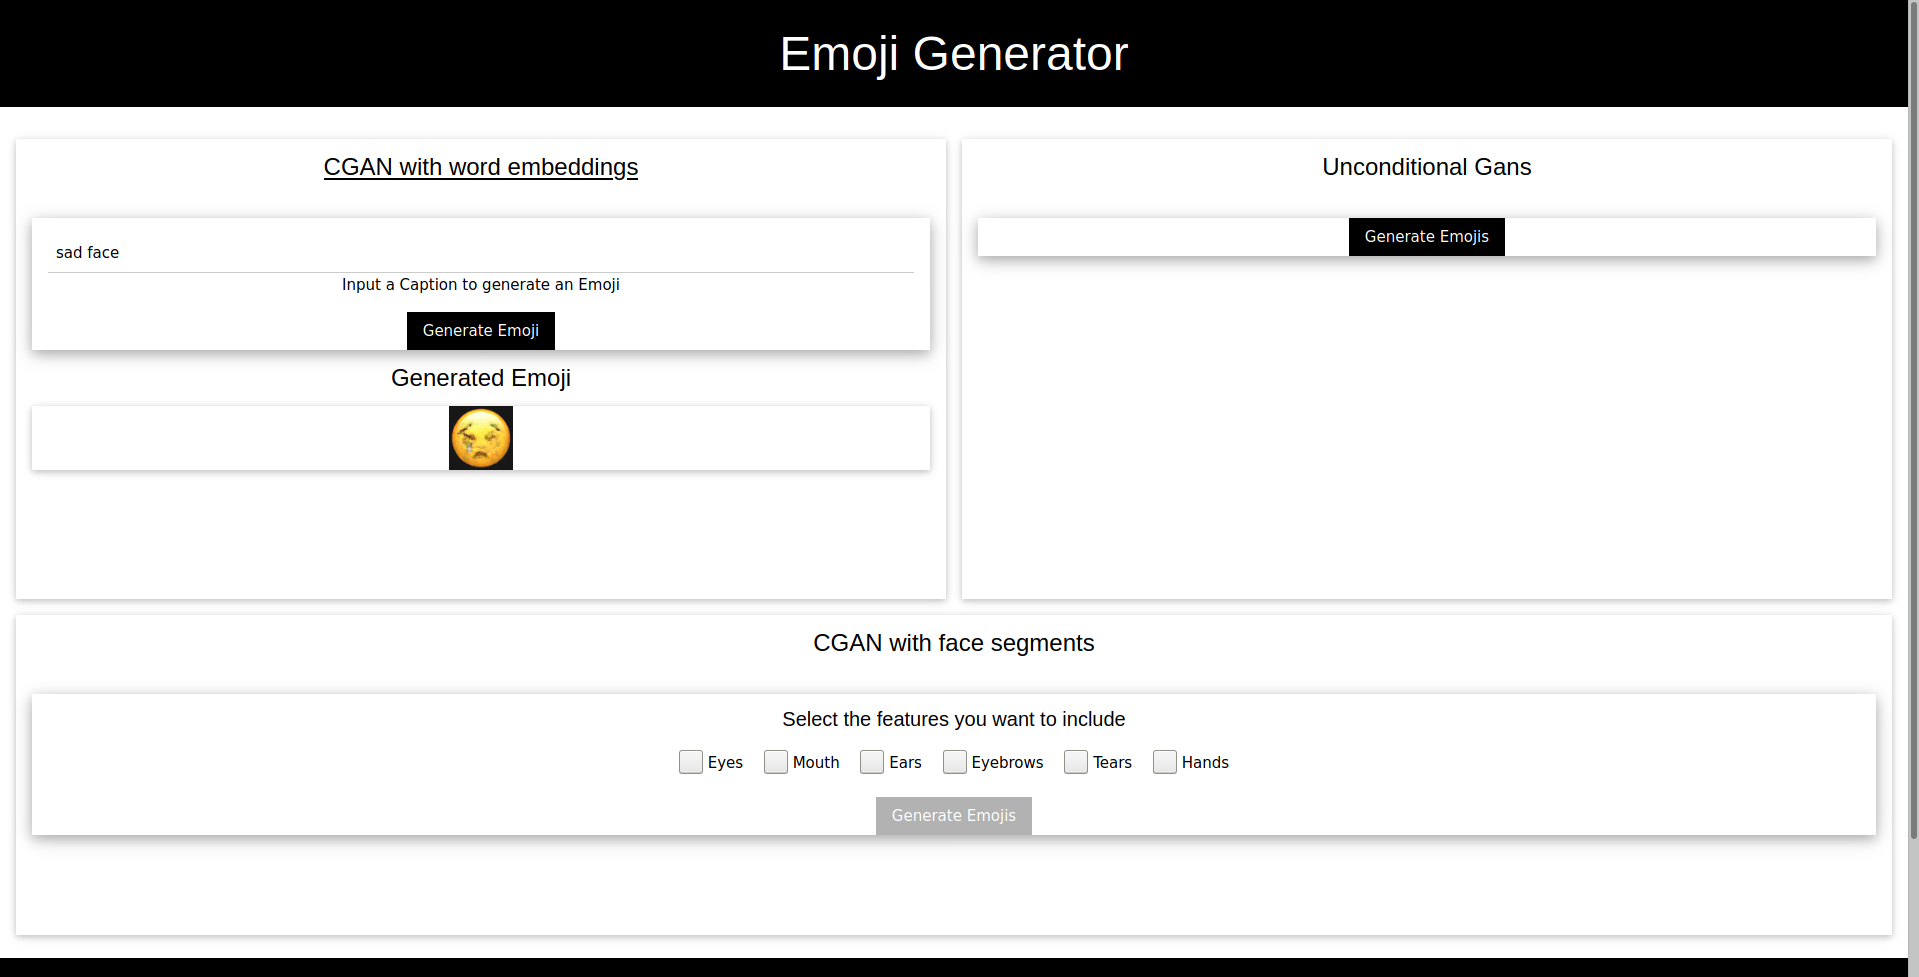 Emoji Generator
CGAN with word embeddings
sad face
Input a Caption to generate an Emoji
Generate Emoji
Generated Emoji
Unconditional Gans
Generate Emojis
CGAN with face segments
Select the features you want to include
Eyes Mouth Ears Eyebrows Tears Hands
Generate Emojis